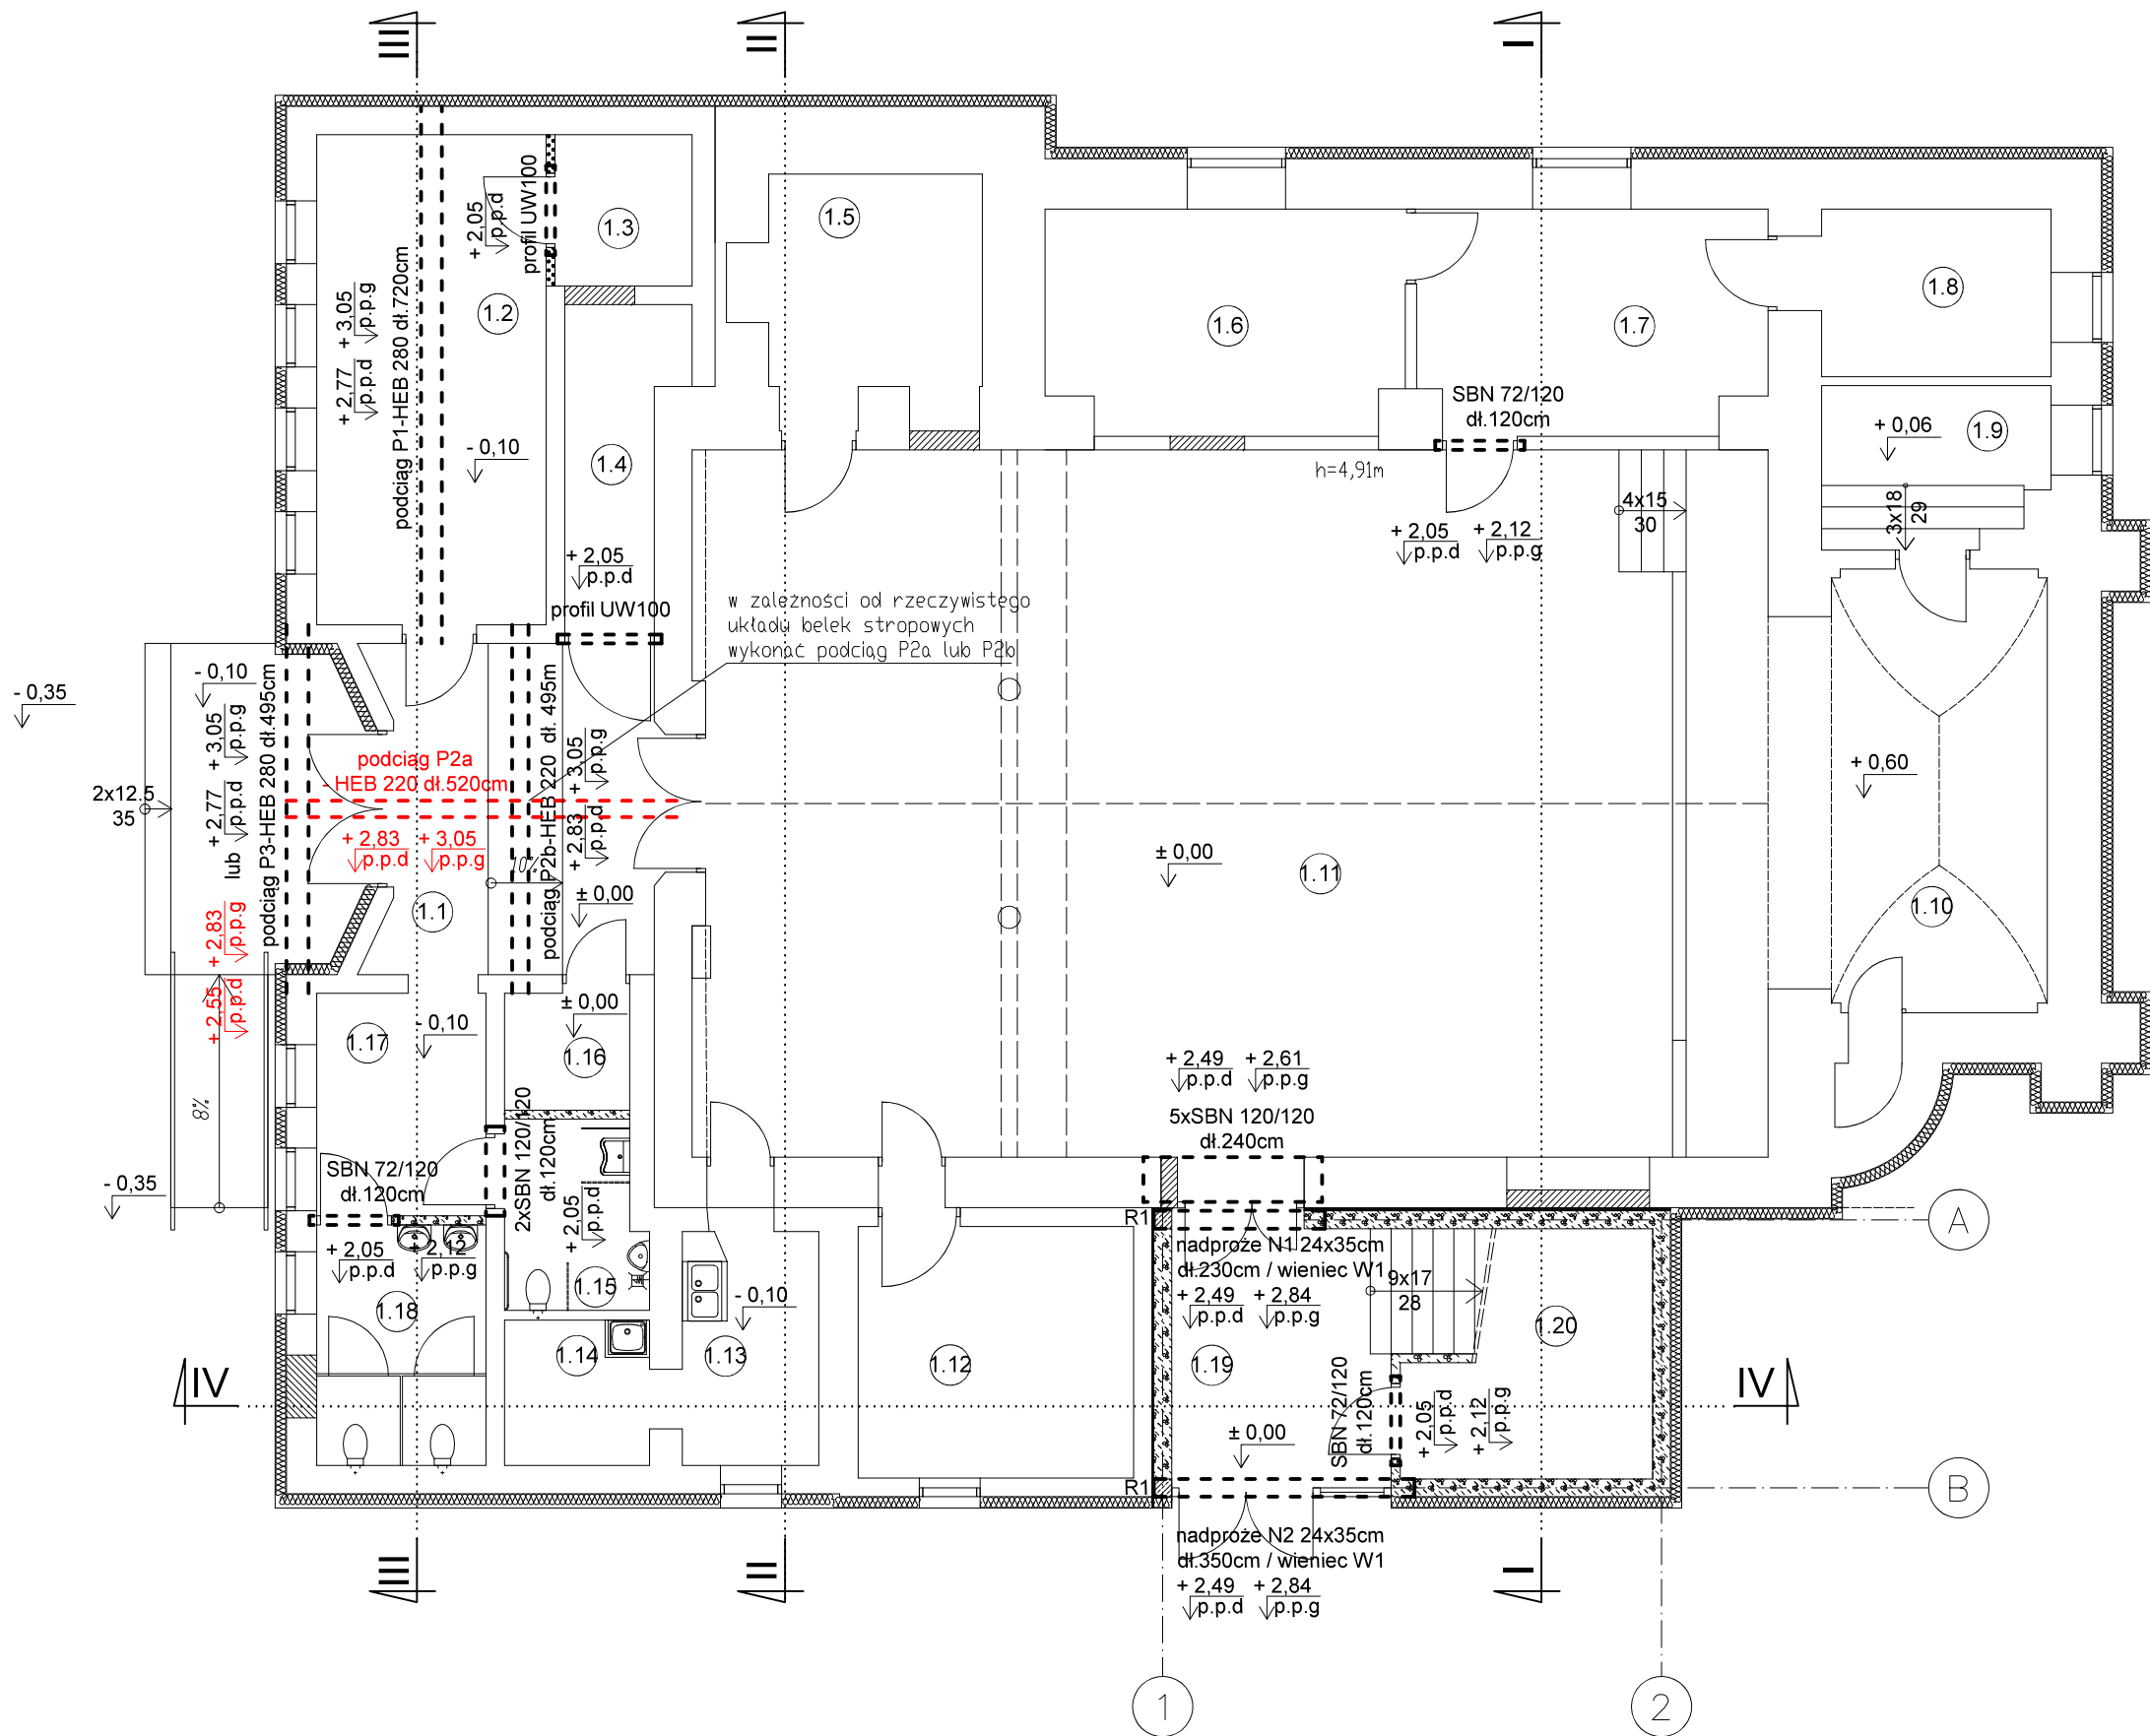 III
II
I
profil UW100
+ 2,05
p.p.d
1.3
1.5
1.2
1.6
1.7
1.8
1.9
+ 0,06
3x18
29
+ 3,05
p.p.g
+ 2,77
p.p.d
podciąg P1-HEB 280 dł.720cm
- 0,10
1.4
SBN 72/120
dł.120cm
h=4,91m
4x15
30
+ 2,05
p.p.d
+ 2,12
p.p.g
+ 2,05
p.p.d
profil UW100
w zależności od rzeczywistego
układu belek stropowych
wykonać podciąg P2a lub P2b
- 0,35
- 0,10
+ 3,05
p.p.g
+ 2,77
p.p.d
lub
+ 2,83
p.p.g
+ 2,55
p.p.d
podciąg P3-HEB 280 dł.495cm
2x12.5
35
podciąg P2a
- HEB 220 dł.520cm
+ 2,83
p.p.d
+ 3,05
p.p.g
10%
podciąg P2b-HEB 220 dł. 495m
+ 3,05
p.p.g
+ 2,83
p.p.d
± 0,00
1.1
± 0,00
1.11
+ 0,60
1.10
± 0,00
1.16
1.17
- 0,10
8%
- 0,35
2xSBN 120/120
dł.120cm
+ 2,05
p.p.d
SBN 72/120
dł.120cm
+ 2,05
p.p.d
+ 2,12
p.p.g
1.18
1.15
1.14
1.13
- 0,10
1.12
+ 2,49
p.p.d
+ 2,61
p.p.g
5xSBN 120/120
dł.240cm
R1
nadproże N1 24x35cm
dł.230cm / wieniec W1
+ 2,49
p.p.d
+ 2,84
p.p.g
9x17
28
1.20
1.19
SBN 72/120
dł.120cm
+ 2,05
p.p.d
+ 2,12
p.p.g
± 0,00
R1
nadproże N2 24x35cm
dł.350cm / wieniec W1
+ 2,49
p.p.d
+ 2,84
p.p.g
IV
IV
A
B
III
II
I
1
2